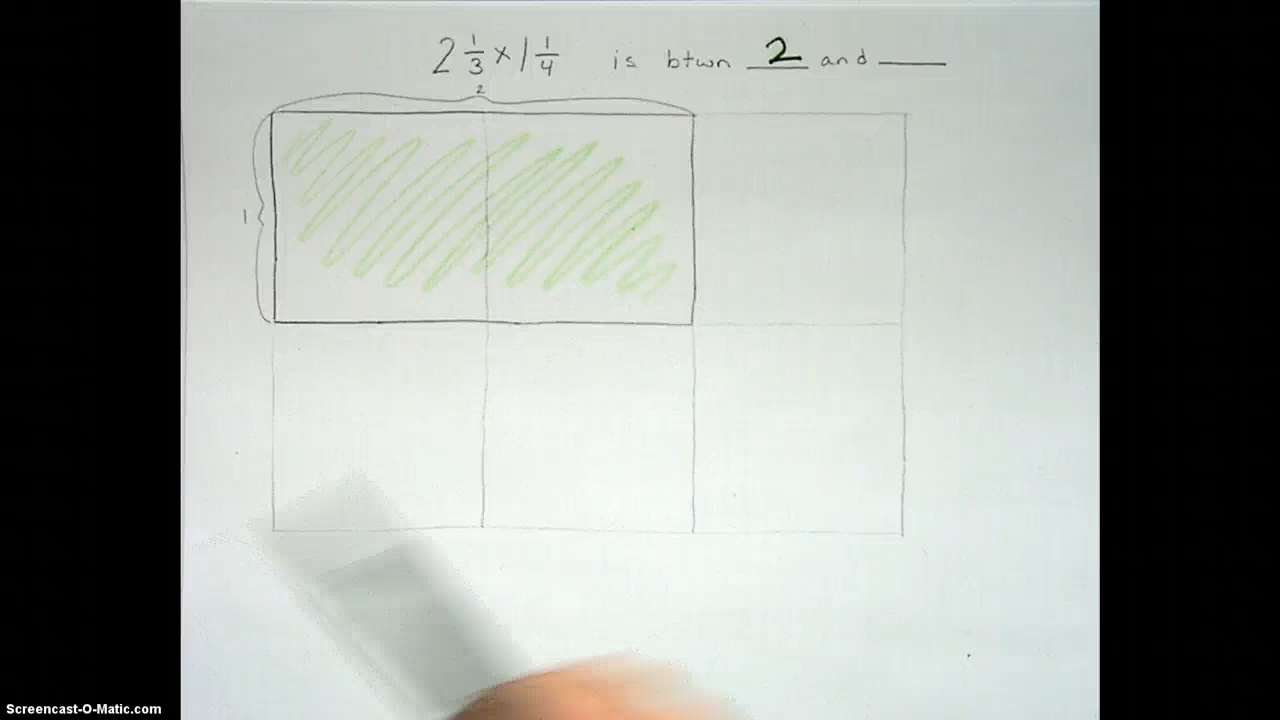 2 1/3 × 1 1/4 is btwn 2 and ____
2
1
Screencast-O-Matic.com